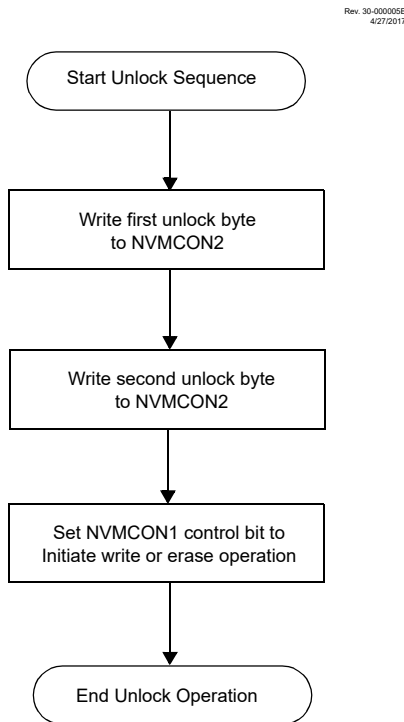 Rev. 30-000005B
4/27/2017
Start Unlock Sequence
Write first unlock byte
to NVMCON2
Write second unlock byte
to NVMCON2
Set NVMCON1 control bit to
Initiate write or erase operation
End Unlock Operation